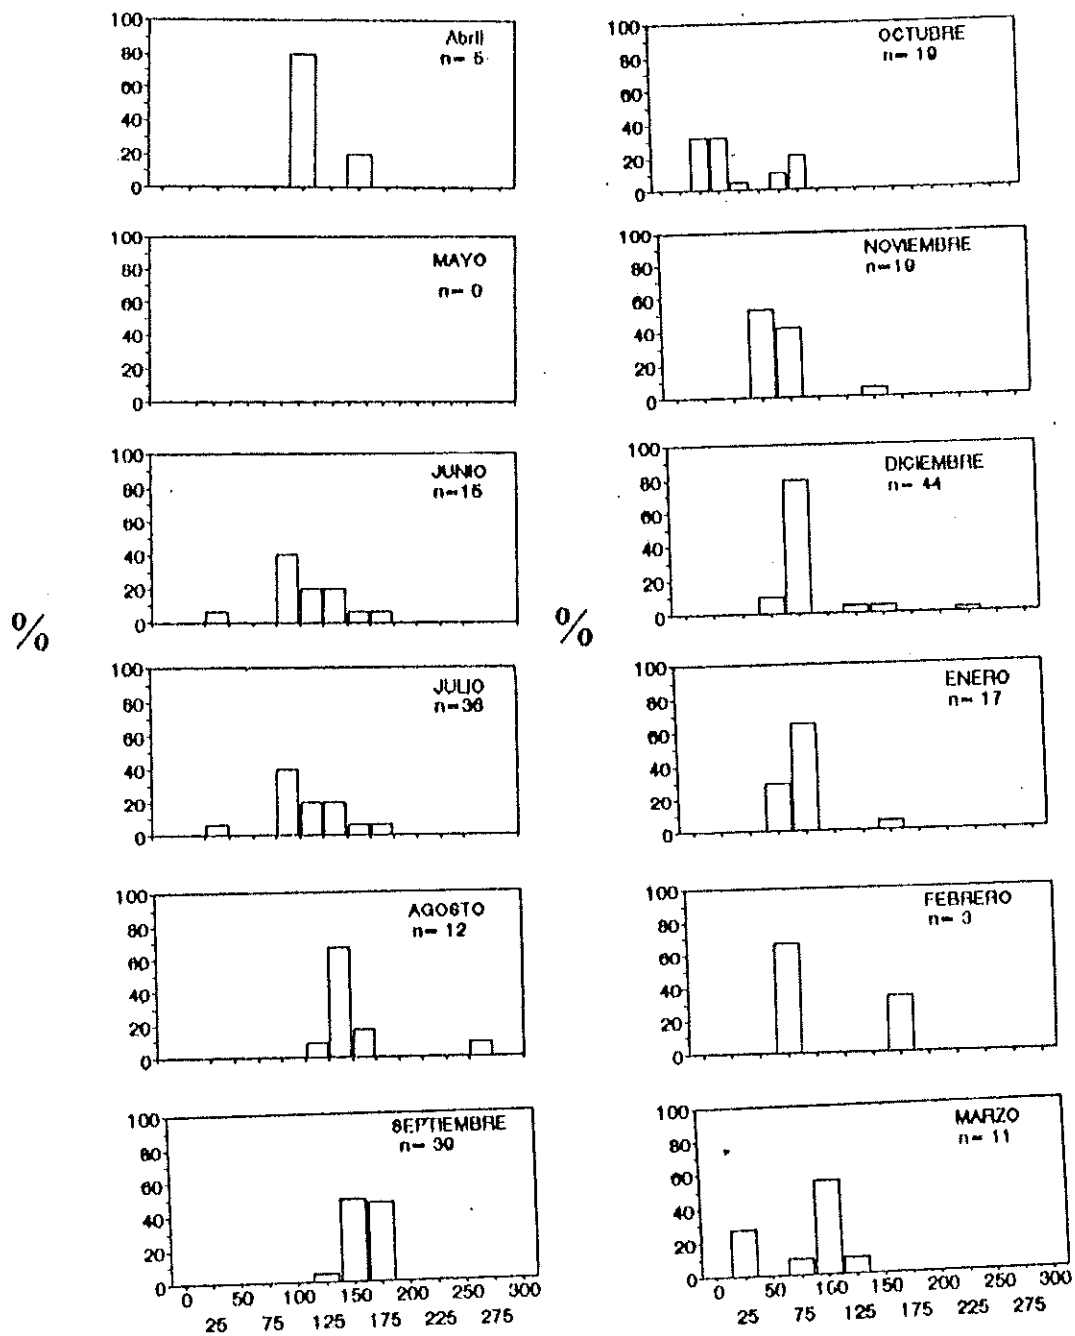 %
100
80
60
40
20
0
Abril
n= 5
100
80
60
40
20
0
MAYO
n= 0
100
80
60
40
20
0
JUNIO
n=15
100
80
60
40
20
0
JULIO
n=36
100
80
60
40
20
0
AGOSTO
n= 12
100
80
60
40
20
0
SEPTIEMBRE
n= 39
0 50 100 150 200 250 300
25 75 125 175 225 275
%
100
80
60
40
20
0
OCTUBRE
n= 19
100
80
60
40
20
0
NOVIEMBRE
n=19
100
80
60
40
20
0
DICIEMBRE
n= 44
100
80
60
40
20
0
ENERO
n= 17
100
80
60
40
20
0
FEBRERO
n= 3
100
80
60
40
20
0
MARZO
n= 11
0 50 100 150 200 250 300
25 75 125 175 225 275